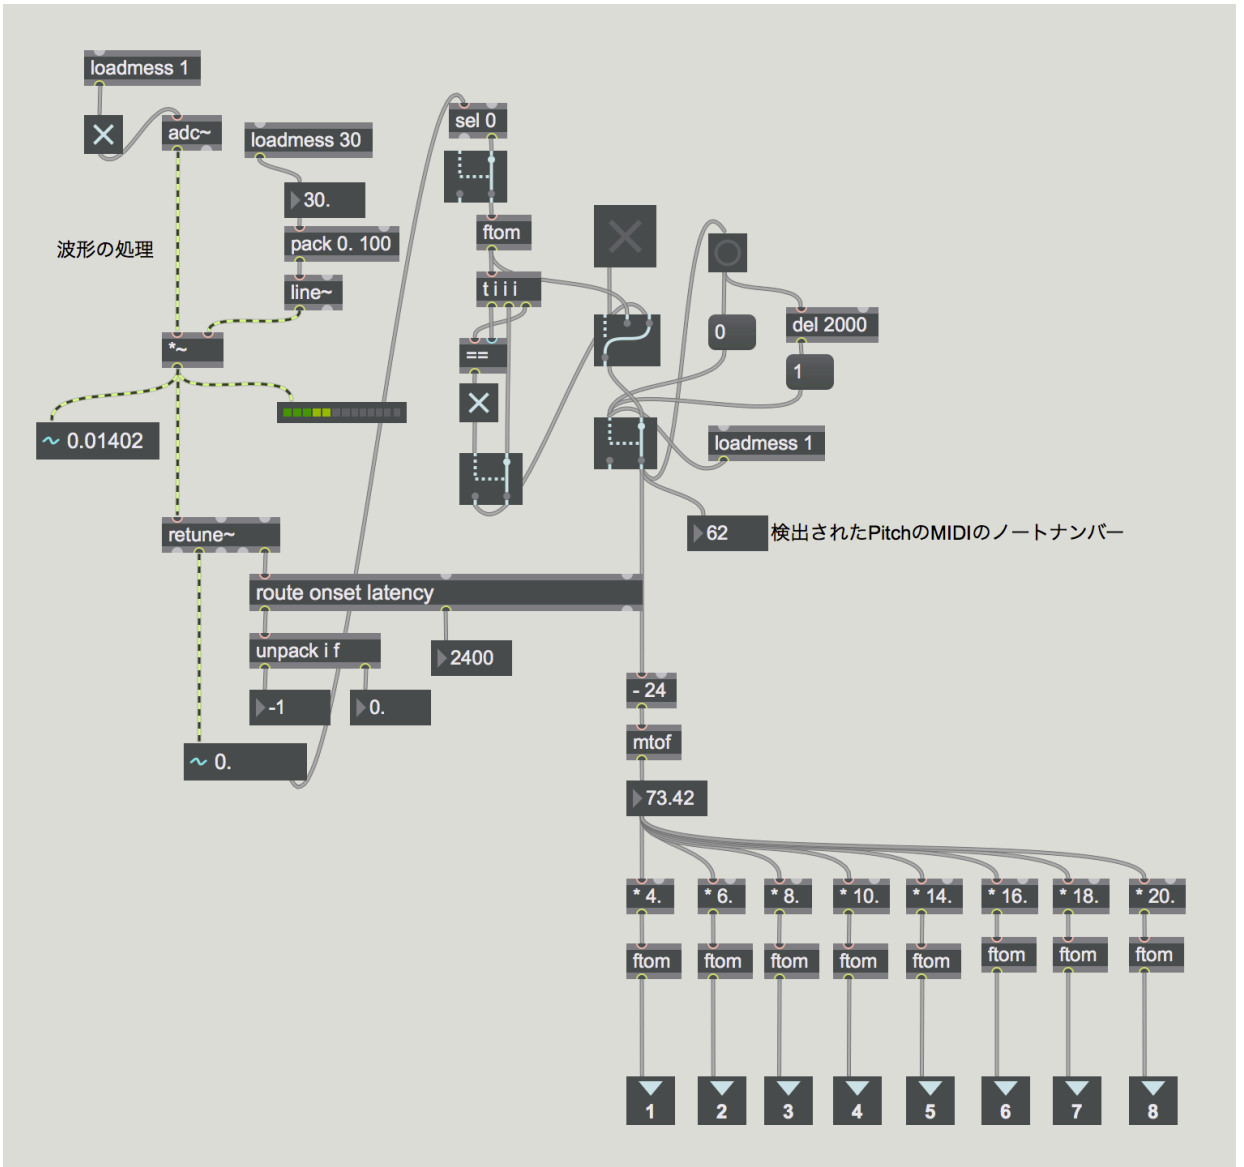 loadmess 1
adc~
loadmess 30
30.
pack 0. 100
line~
波形の処理
*~
0.01402
retune~
route onset latency
unpack i f
2400
-1
0.
0.
sel 0
ftom
t i i i
==
0
del 2000
1
loadmess 1
62
検出されたPitchのMIDIのノートナンバー
- 24
mtof
73.42
* 4.
* 6.
* 8.
* 10.
* 14.
* 16.
* 18.
* 20.
ftom
ftom
ftom
ftom
ftom
ftom
ftom
ftom
1
2
3
4
5
6
7
8